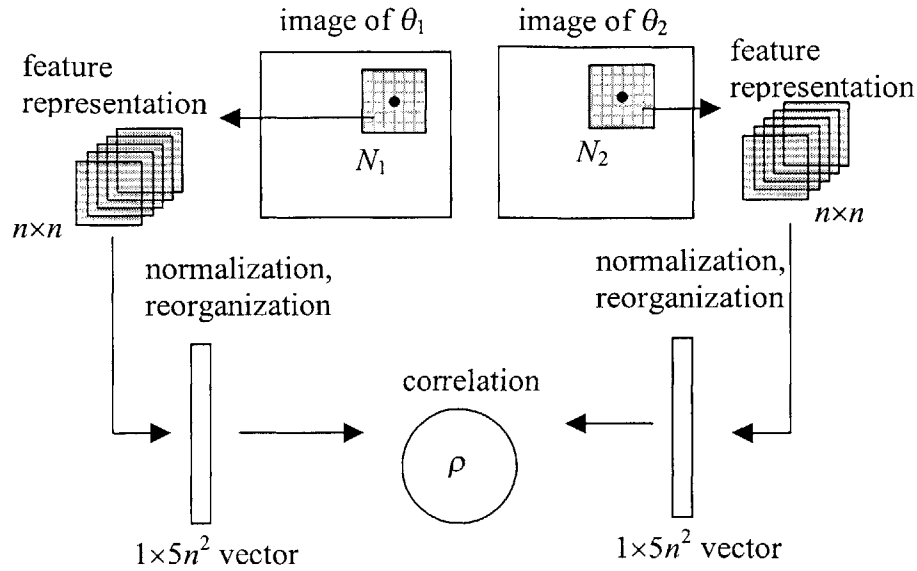 image of θ₁
image of θ₂
feature
representation
feature
representation
N₁
N₂
n×n
n×n
normalization,
reorganization
normalization,
reorganization
correlation
ρ
1×5n² vector
1×5n² vector